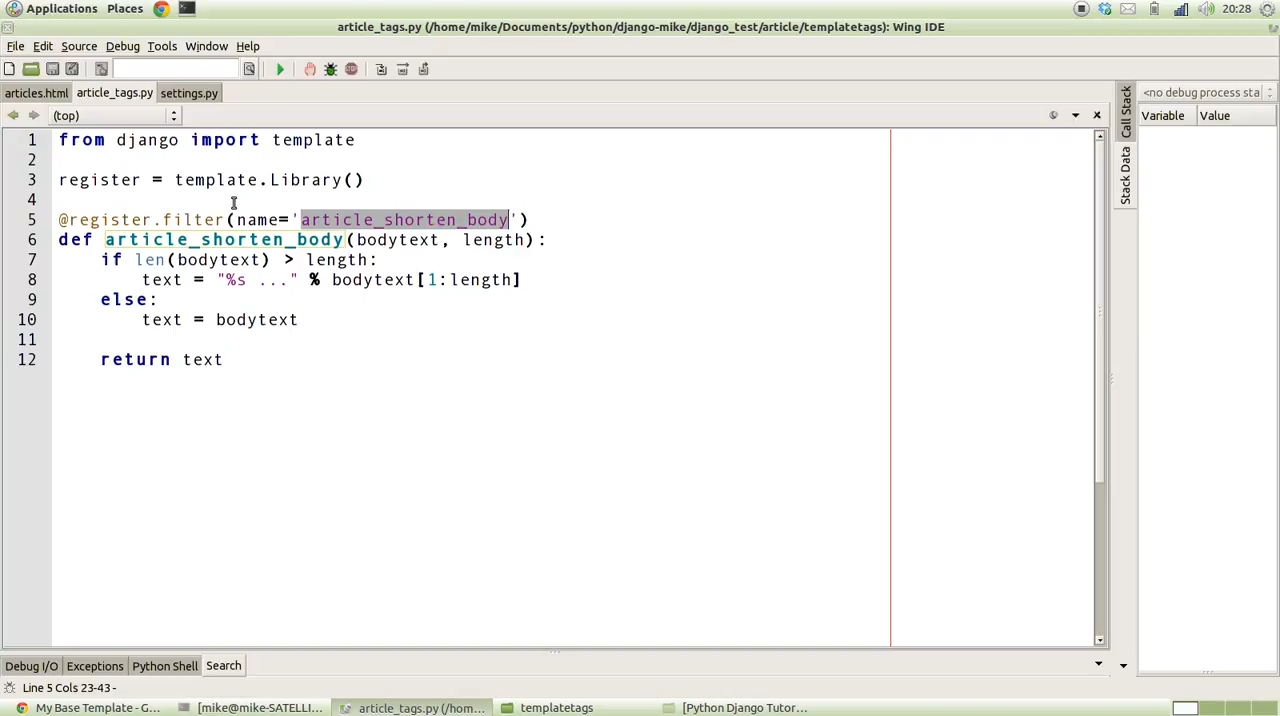 Applications Places 20:28
article_tags.py (/home/mike/Documents/python/django-mike/django_test/article/templatetags): Wing IDE
File Edit Source Debug Tools Window Help
articles.html article_tags.py settings.py <no debug process sta
(top) Variable Value
Call Stack
Stack Data
1 from django import template
2
3 register = template.Library()
4
5 @register.filter(name='article_shorten_body')
6 def article_shorten_body(bodytext, length):
7 if len(bodytext) > length:
8 text = "%s ..." % bodytext[1:length]
9 else:
10 text = bodytext
11
12 return text
Debug I/O Exceptions Python Shell Search
Line 5 Cols 23-43 -
My Base Template - G... [mike@mike-SATELLI... article_tags.py (/hom... templatetags [Python Django Tutor...